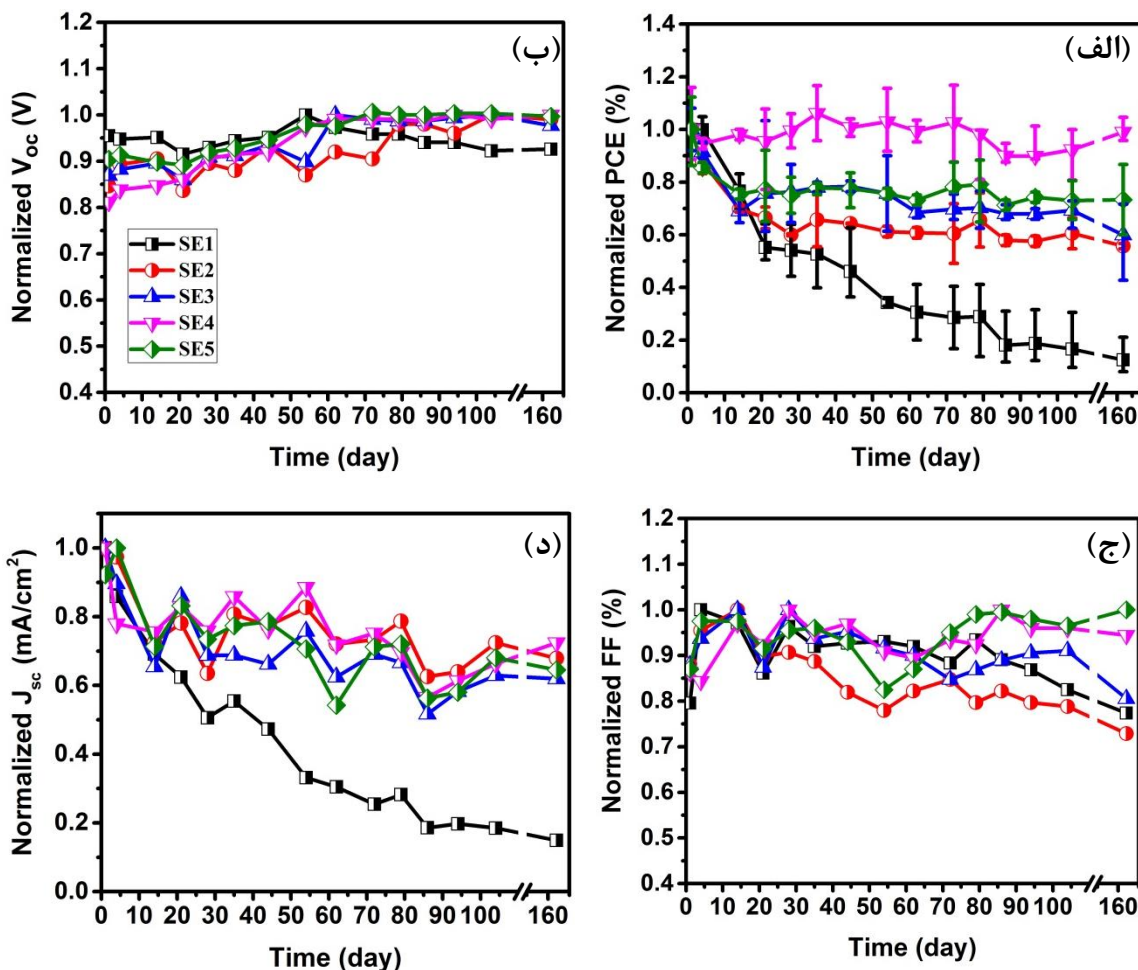 (الف)
Normalized PCE (%)
1.4
1.2
1.0
0.8
0.6
0.4
0.2
0.0
0 10 20 30 40 50 60 70 80 90 100 160
Time (day)
(ب)
Normalized Voc (V)
1.2
1.1
1.0
0.9
0.8
0.7
0.6
0.5
0.4
SE1
SE2
SE3
SE4
SE5
0 10 20 30 40 50 60 70 80 90 100 160
Time (day)
(ج)
Normalized FF (%)
1.2
1.1
1.0
0.9
0.8
0.7
0.6
0.5
0.4
0 10 20 30 40 50 60 70 80 90 100 160
Time (day)
(د)
Normalized Jsc (mA/cm²)
1.0
0.8
0.6
0.4
0.2
0.0
0 10 20 30 40 50 60 70 80 90 100 160
Time (day)